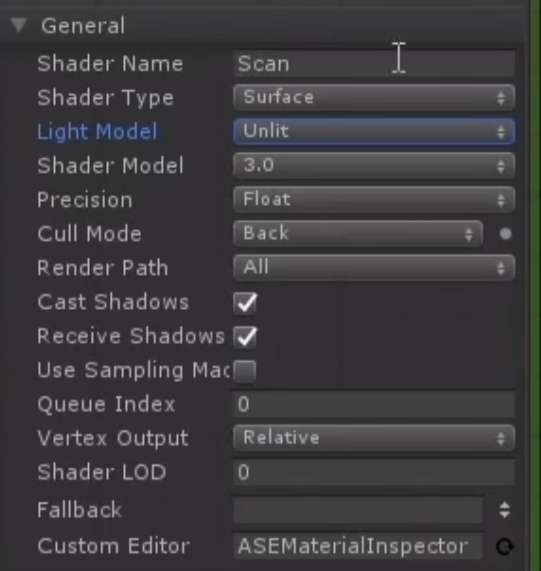 General
Shader Name Scan
Shader Type Surface
Light Model Unlit
Shader Model 3.0
Precision Float
Cull Mode Back
Render Path All
Cast Shadows
Receive Shadows
Use Sampling Mac
Queue Index 0
Vertex Output Relative
Shader LOD 0
Fallback
Custom Editor ASEMaterialInspector